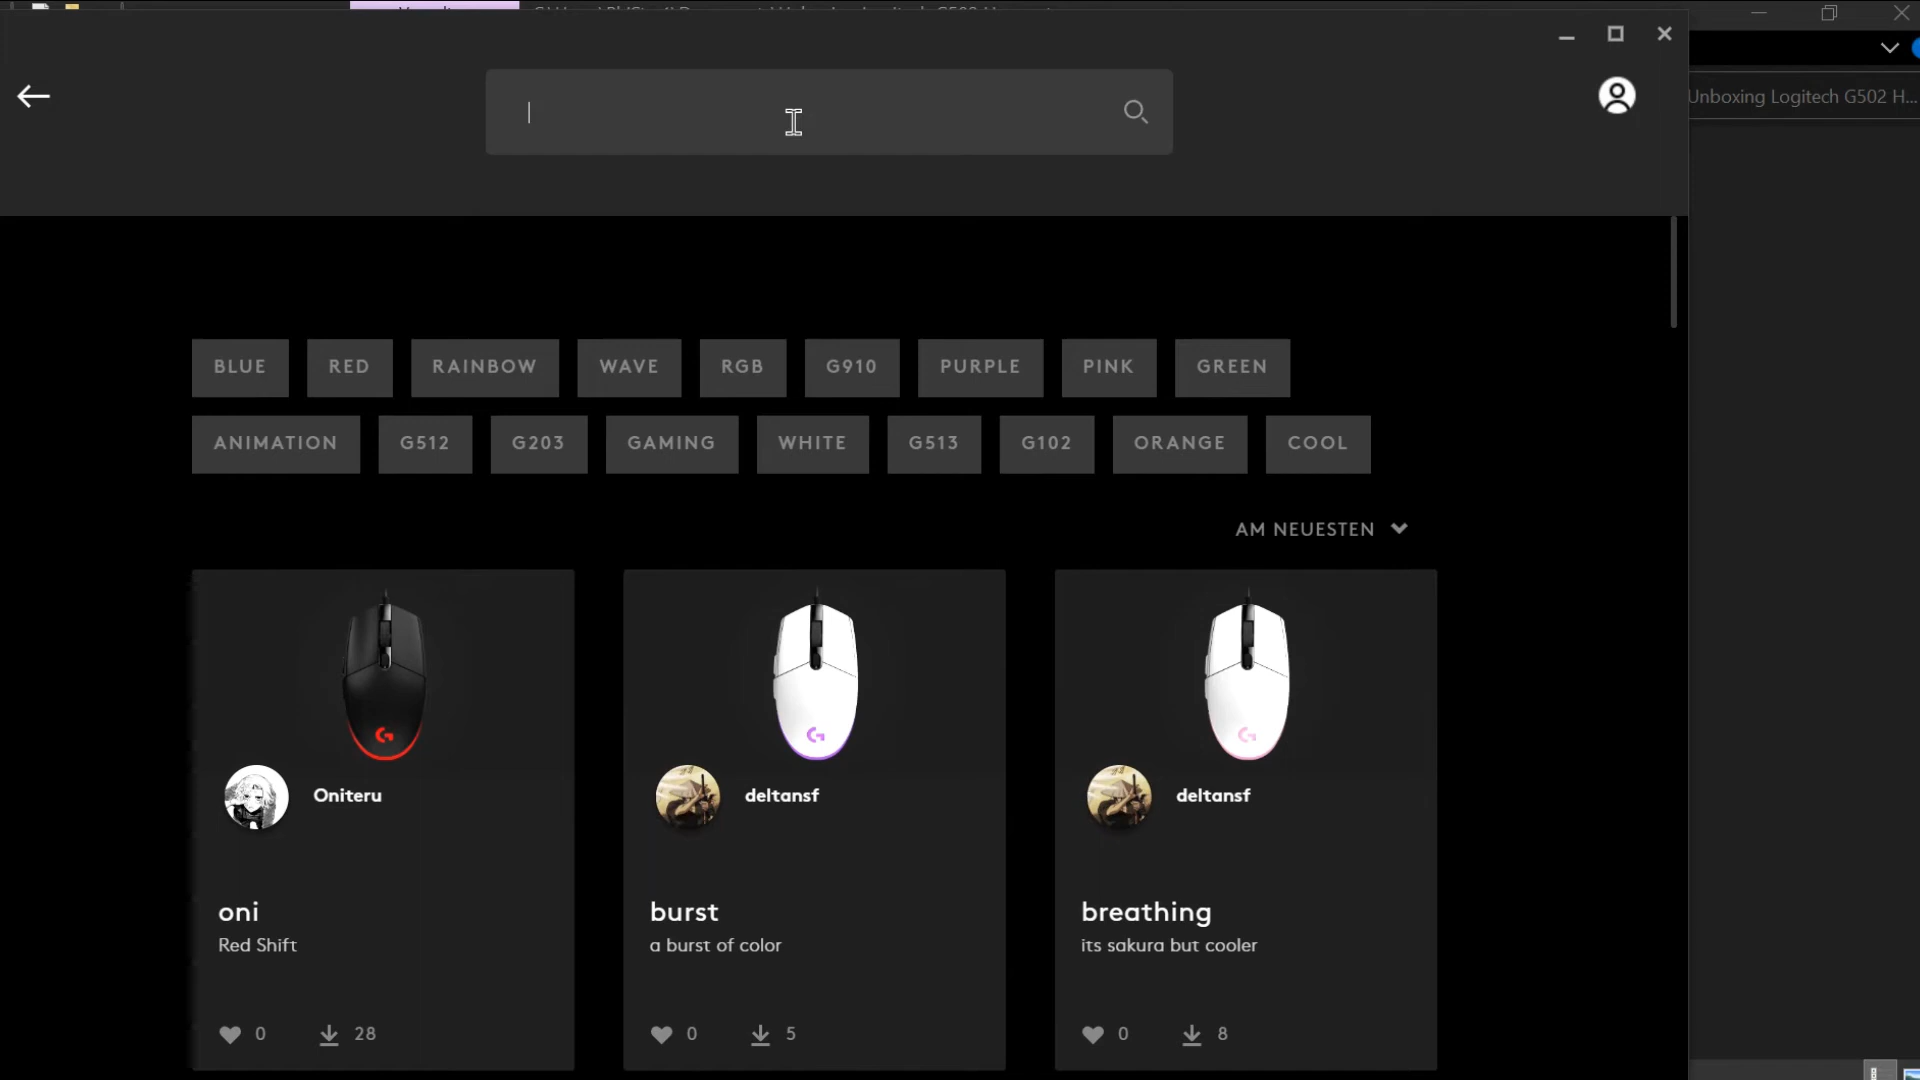 Unboxing Logitech G502 H...
BLUE RED RAINBOW WAVE RGB G910 PURPLE PINK GREEN
ANIMATION G512 G203 GAMING WHITE G513 G102 ORANGE COOL
AM NEUESTEN
Oniteru
oni
Red Shift
0 28
deltansf
burst
a burst of color
0 5
deltansf
breathing
its sakura but cooler
0 8